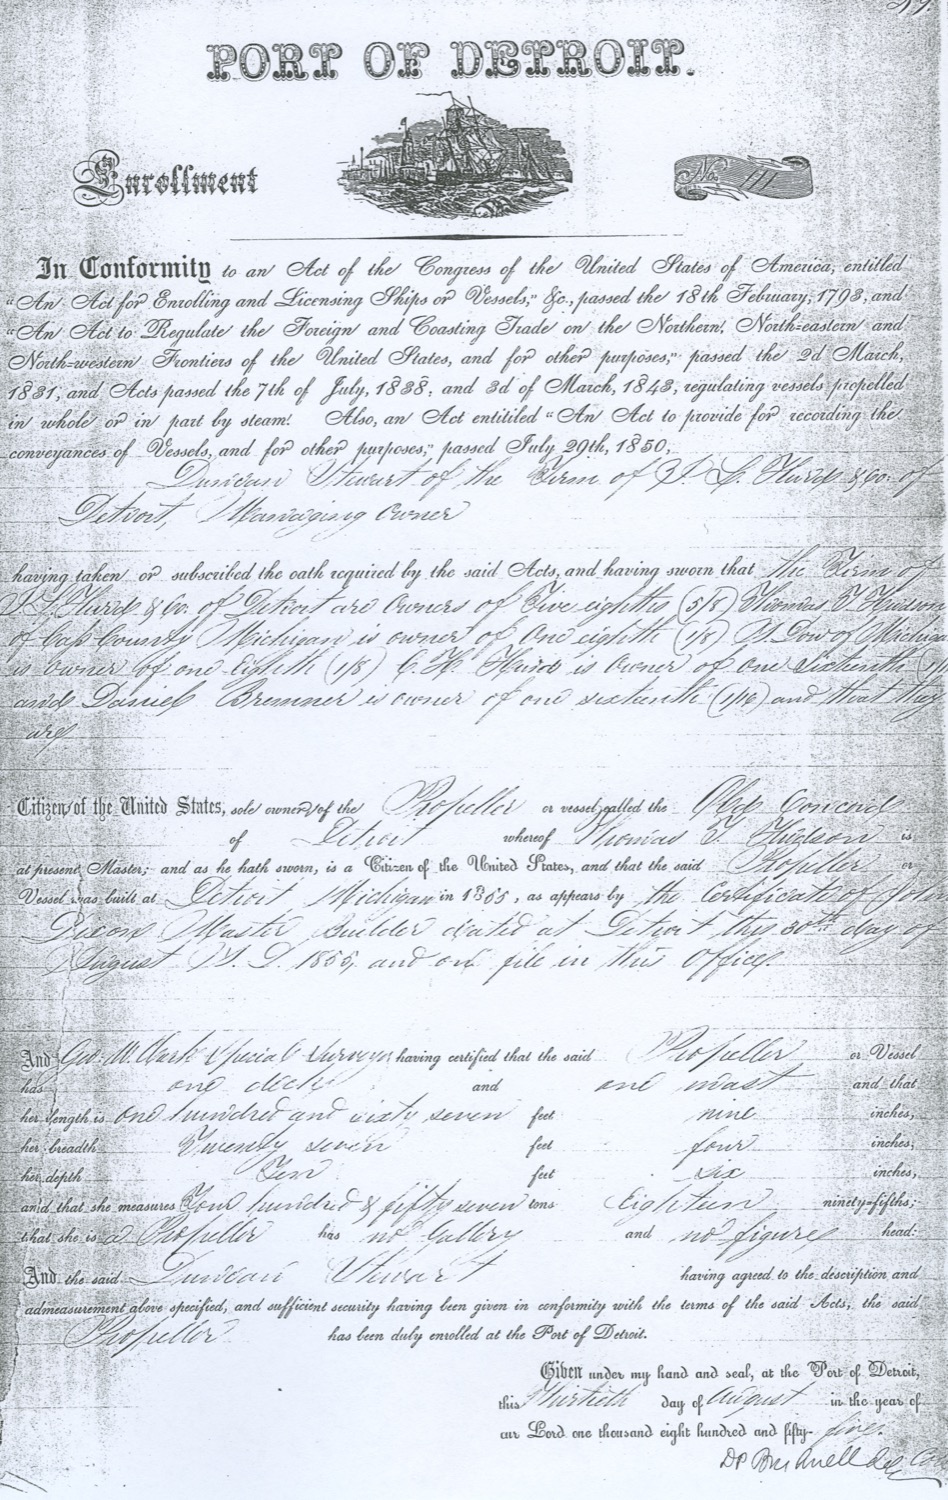 PORT OF DETROIT.
Enrollment
No. 111
In Conformity to an Act of the Congress of the United States of America, entitled
"An Act for Enrolling and Licensing Ships or Vessels," &c., passed the 18th February, 1793, and
"An Act to Regulate the Foreign and Coasting Trade on the Northern, North-eastern and
North-western Frontiers of the United States, and for other purposes," passed the 2d March,
1831, and Acts passed the 7th of July, 1838, and 3d of March, 1843, regulating vessels propelled
in whole or in part by steam. Also, an Act entitiled "An Act to provide for recording the
conveyances of Vessels, and for other purposes," passed July 29th, 1850,
Duncan Stewart of the Firm of J. L. Hurd & Co. of
Detroit, Managing Owner
having taken or subscribed the oath required by the said Acts, and having sworn that the Firm of
J. L. Hurd & Co. of Detroit are Owners of Five eighths (5/8) Thomas T. Hudson
of Cass County Michigan is owner of One eighth (1/8) Dow of Michigan
is owner of one eighth (1/8) C. H. Hurd is owner of one sixteenth
and Daniel Bremner is owner of one sixteenth (1/16) and that they
are
Citizen of the United States, sole owner of the Propeller or vessel called the Old Concord
of Detroit whereof Thomas T. Hudson is
at present Master; and as he hath sworn, is a Citizen of the United States, and that the said Propeller or
Vessel was built at Detroit Michigan in 1855, as appears by the Certificate of John
Dixon Master Builder dated at Detroit this 30th day of
August A. D. 1855, and on file in this Office.
And Geo. W. Clark Special Surveyor having certified that the said Propeller or Vessel
has one deck and one mast and that
her length is one hundred and sixty seven feet nine inches,
her breadth Twenty seven feet four inches,
her depth Ten feet six inches,
and that she measures Four hundred & fifty seven tons Eighteen ninety-fifths;
that she is a Propeller has no Gallery and no figure head:
And the said Duncan Stewart having agreed to the description and
admeasurement above specified, and sufficient security having been given in conformity with the terms of the said Acts, the said
Propeller has been duly enrolled at the Port of Detroit.
Given under my hand and seal, at the Port of Detroit,
this Thirtieth day of August in the year of
our Lord one thousand eight hundred and fifty-five.